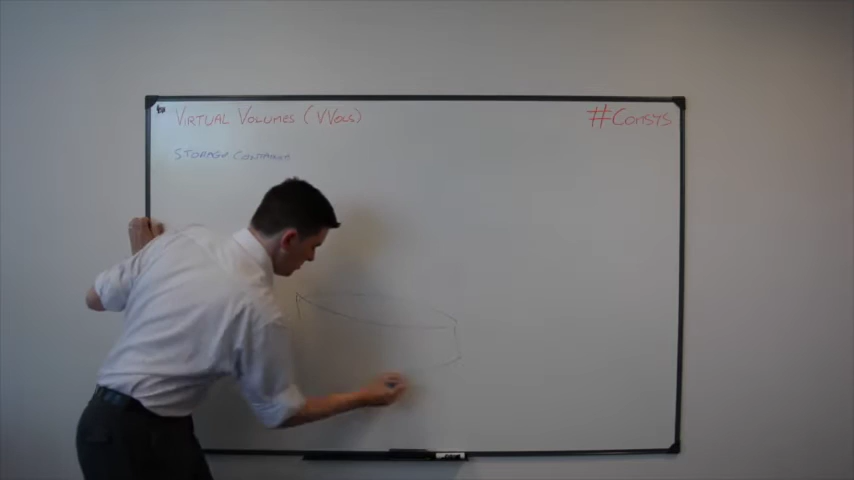 VIRTUAL VOLUMES (VVOLS)
#COMSYS
STORAGE CONTAINER